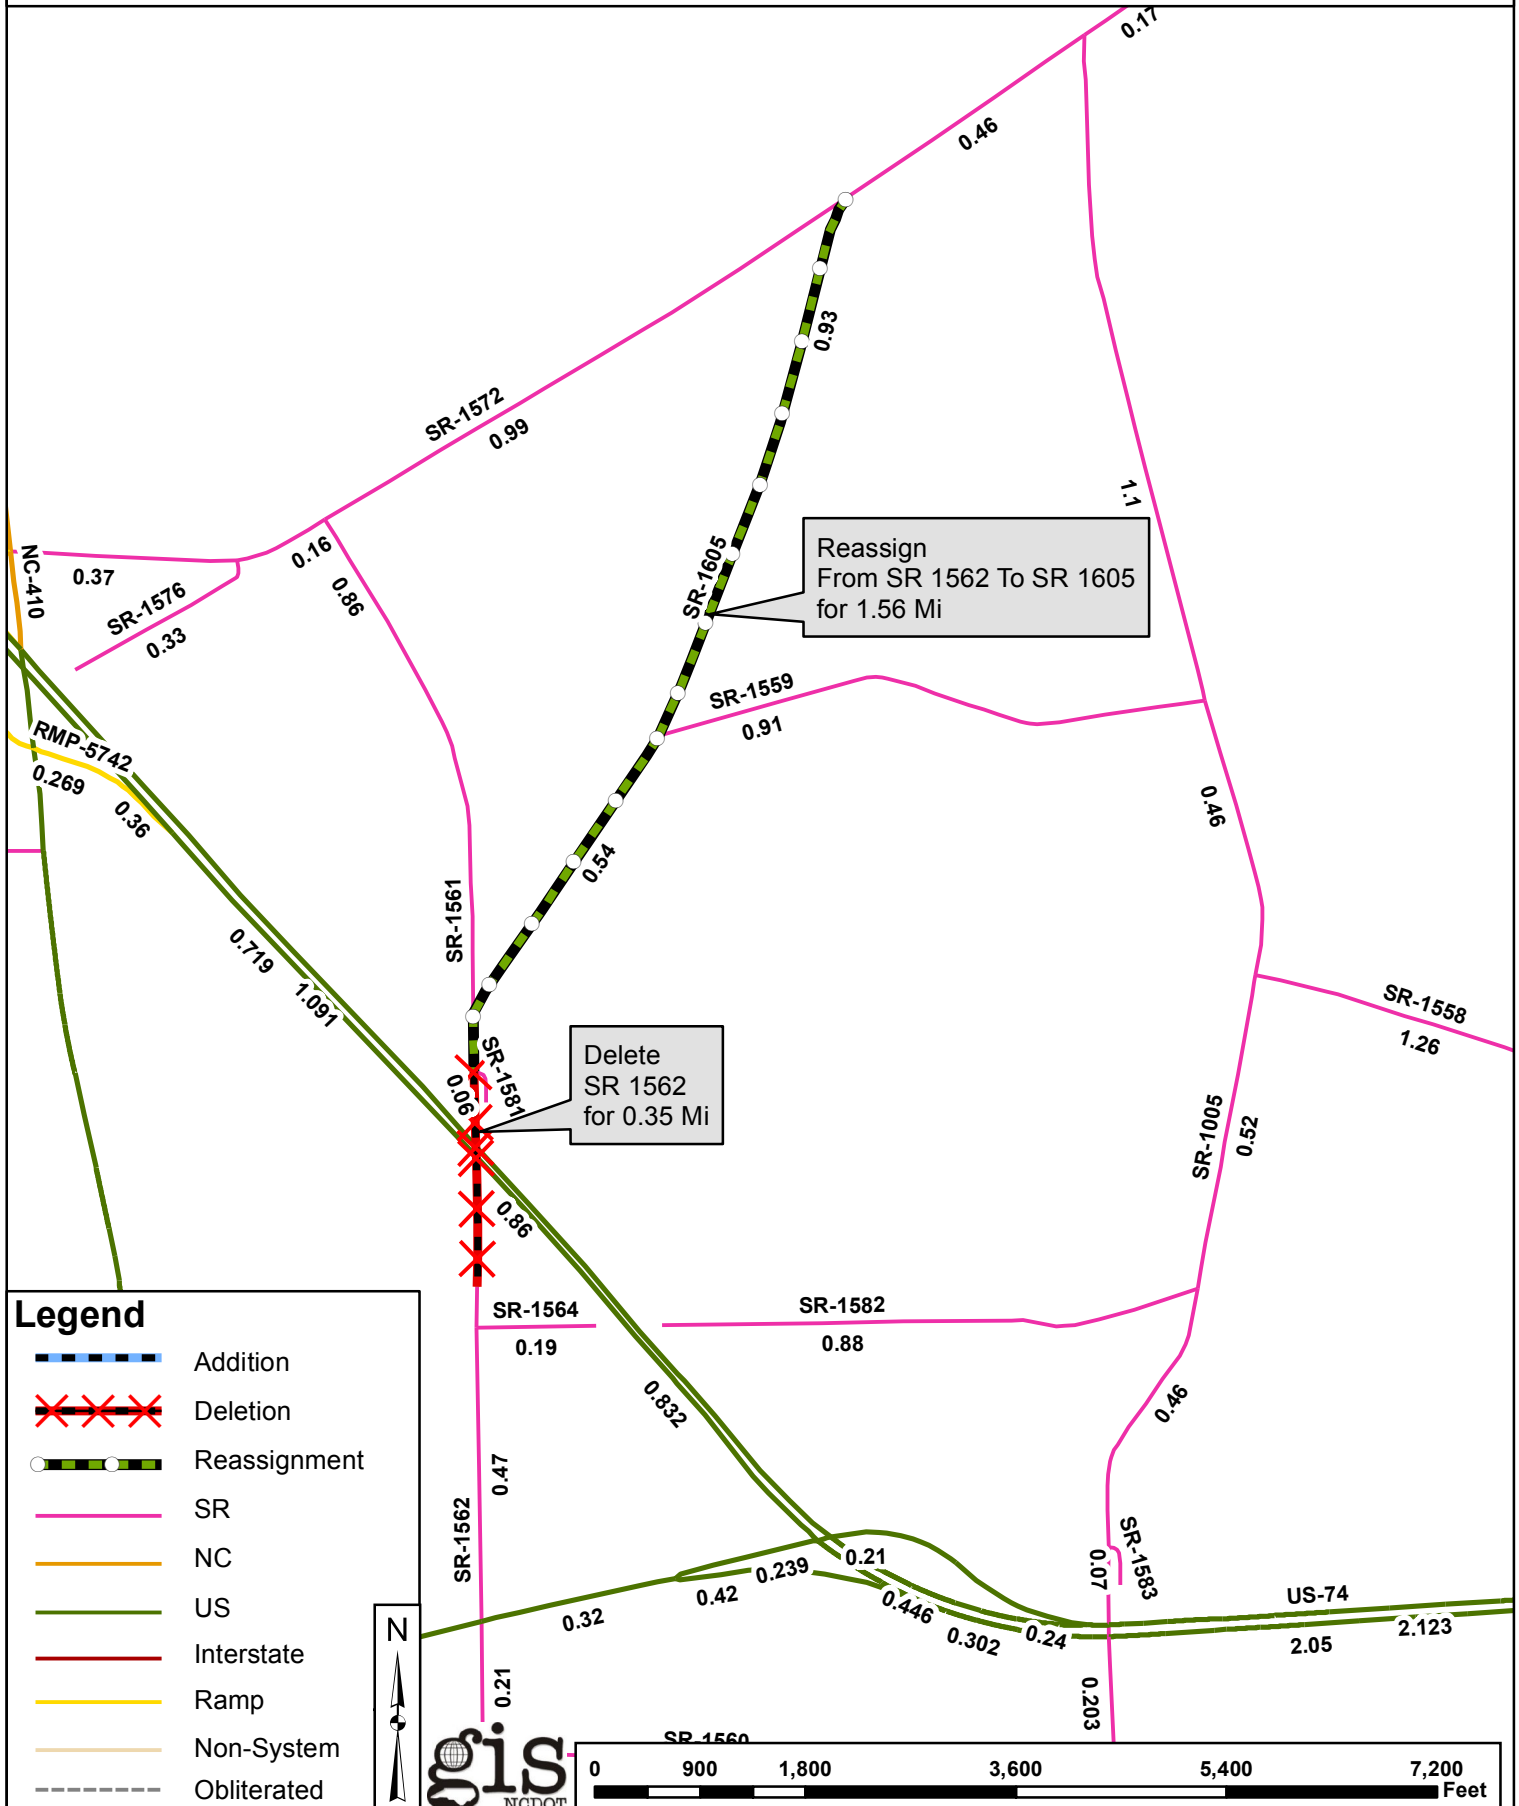 0.17
0.46
0.93
SR-1572
0.99
1.1
NC-410
0.37
0.16
0.86
SR-1576
0.33
SR-1605
Reassign
From SR 1562 To SR 1605
for 1.56 Mi
SR-1559
0.91
RMP-5742
0.269
0.36
0.46
0.54
SR-1561
0.719
1.091
SR-1558
1.26
SR-1581
0.06
Delete
SR 1562
for 0.35 Mi
SR-1005
0.52
0.86
SR-1564
0.19
SR-1582
0.88
0.832
0.46
0.47
SR-1562
0.21
0.239
0.42
0.32
0.446
0.302
0.24
0.07
SR-1583
US-74
2.05
2.123
0.21
0.203
SR-1560
Legend
Addition
Deletion
Reassignment
SR
NC
US
Interstate
Ramp
Non-System
Obliterated
N
gis
NCDOT
0 900 1,800 3,600 5,400 7,200
Feet